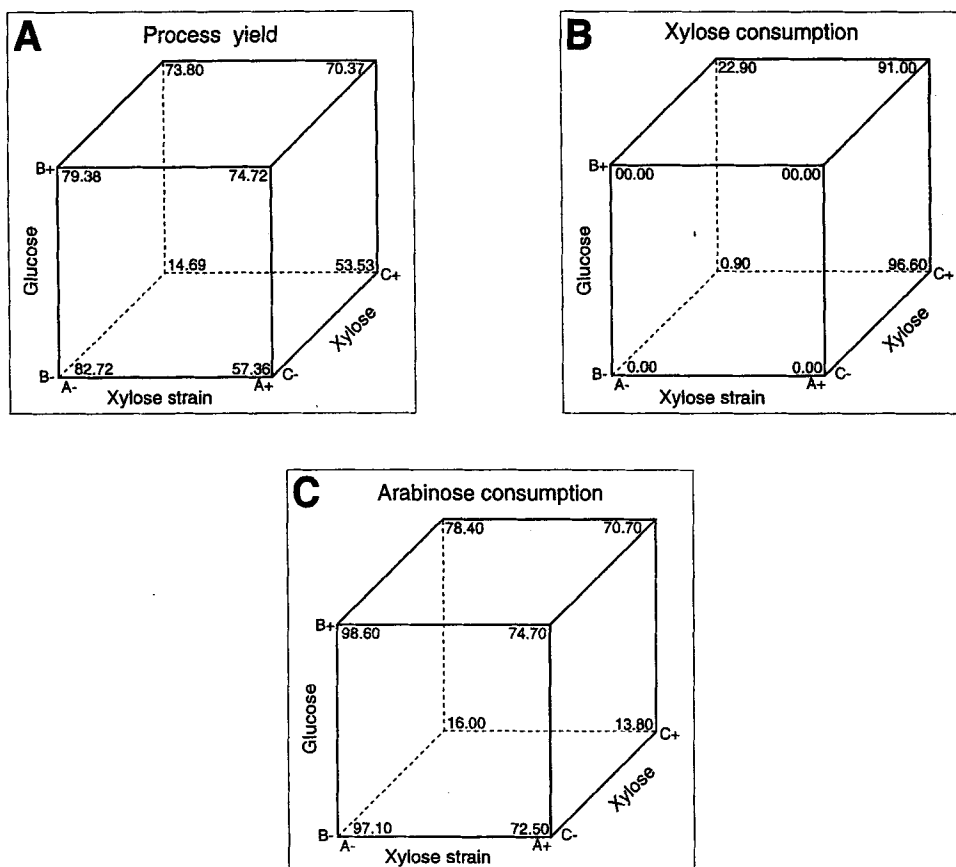 A
Process yield
73.80
70.37
B+
79.38
74.72
Glucose
14.69
53.53
C+
Xylose
B-
82.72
57.36
A-
A+
C-
Xylose strain
B
Xylose consumption
22.90
91.00
B+
00.00
00.00
Glucose
0.90
96.60
C+
Xylose
B-
0.00
0.00
A-
A+
C-
Xylose strain
C
Arabinose consumption
78.40
70.70
B+
98.60
74.70
Glucose
16.00
13.80
C+
Xylose
B-
97.10
72.50
A-
A+
C-
Xylose strain